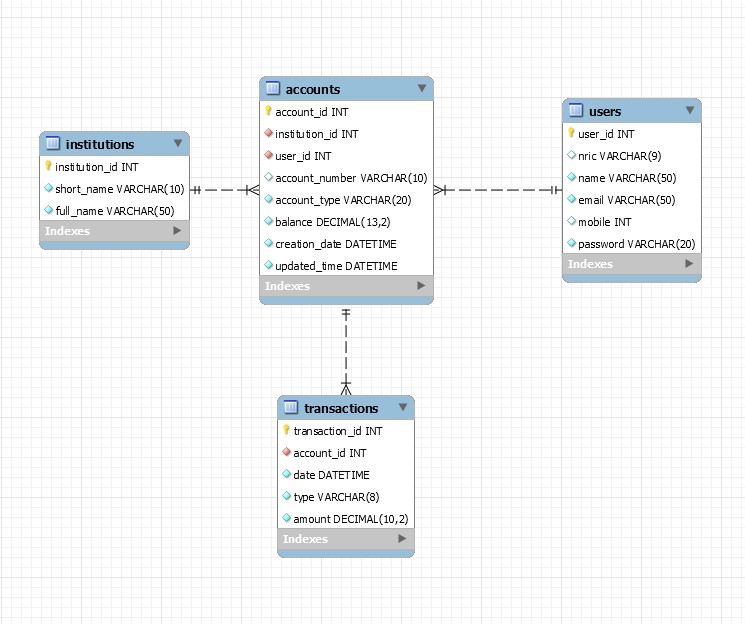 accounts
account_id INT
institution_id INT
user_id INT
account_number VARCHAR(10)
account_type VARCHAR(20)
balance DECIMAL(13,2)
creation_date DATETIME
updated_time DATETIME
Indexes
institutions
institution_id INT
short_name VARCHAR(10)
full_name VARCHAR(50)
Indexes
users
user_id INT
nric VARCHAR(9)
name VARCHAR(50)
email VARCHAR(50)
mobile INT
password VARCHAR(20)
Indexes
transactions
transaction_id INT
account_id INT
date DATETIME
type VARCHAR(8)
amount DECIMAL(10,2)
Indexes